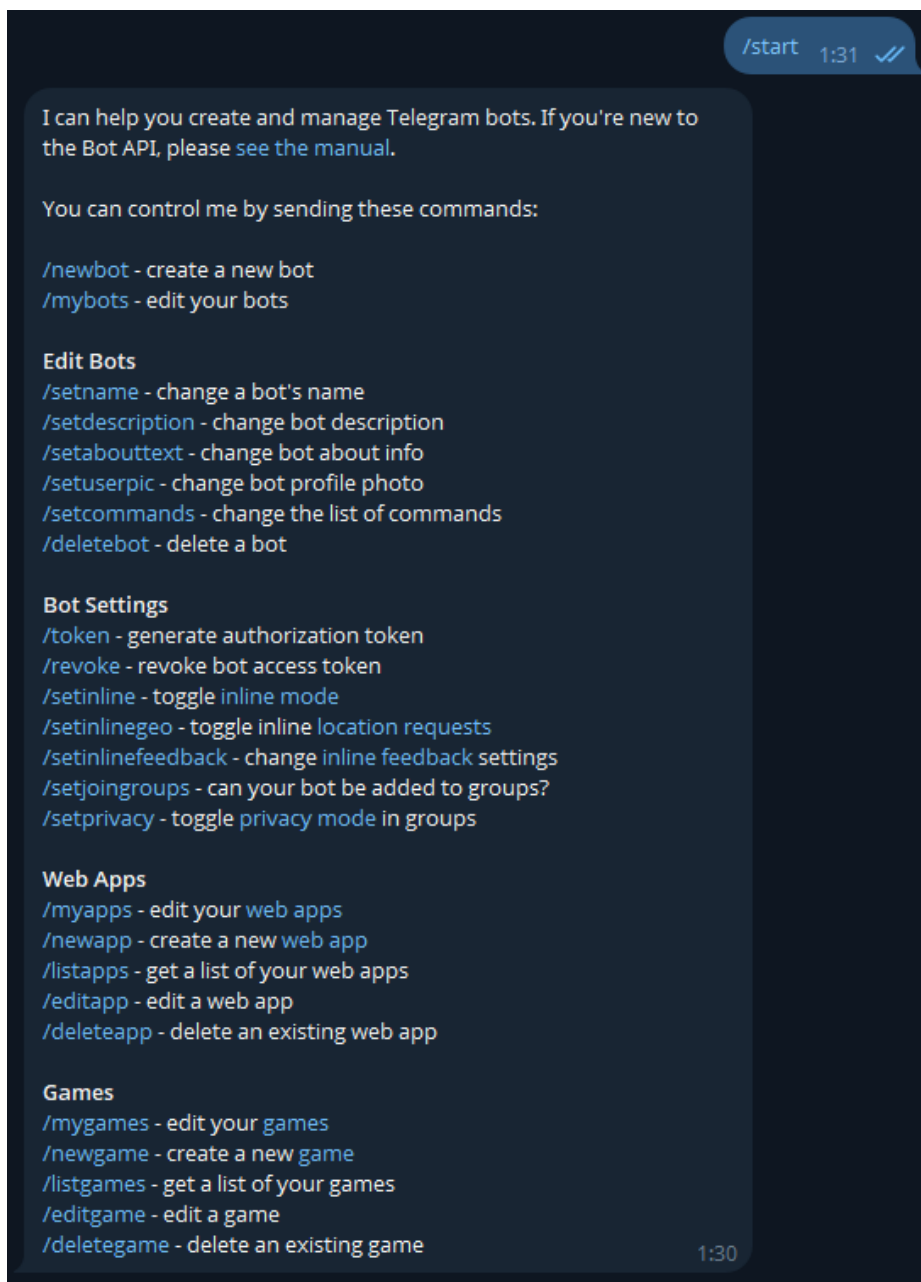 /start 1:31
I can help you create and manage Telegram bots. If you're new to
the Bot API, please see the manual.
You can control me by sending these commands:
/newbot - create a new bot
/mybots - edit your bots
Edit Bots
/setname - change a bot's name
/setdescription - change bot description
/setabouttext - change bot about info
/setuserpic - change bot profile photo
/setcommands - change the list of commands
/deletebot - delete a bot
Bot Settings
/token - generate authorization token
/revoke - revoke bot access token
/setinline - toggle inline mode
/setinlinegeo - toggle inline location requests
/setinlinefeedback - change inline feedback settings
/setjoingroups - can your bot be added to groups?
/setprivacy - toggle privacy mode in groups
Web Apps
/myapps - edit your web apps
/newapp - create a new web app
/listapps - get a list of your web apps
/editapp - edit a web app
/deleteapp - delete an existing web app
Games
/mygames - edit your games
/newgame - create a new game
/listgames - get a list of your games
/editgame - edit a game
/deletegame - delete an existing game
1:30